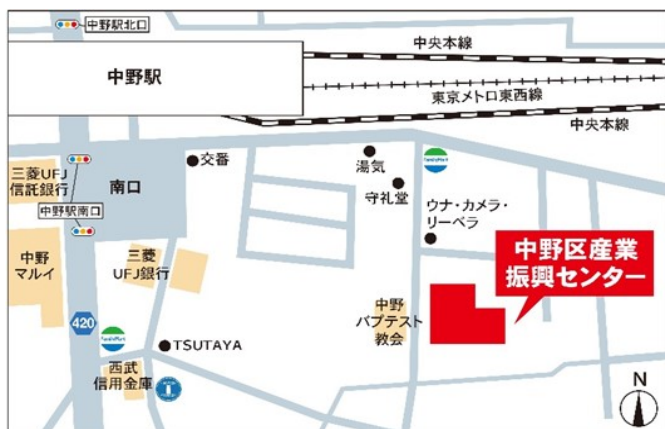 中野駅北口
中央本線
中野駅
東京メトロ東西線
中央本線
三菱UFJ
信託銀行
南口
交番
湯気
守礼堂
FamilyMart
中野駅南口
ウナ・カメラ・
リーベラ
中野
マルイ
三菱
UFJ銀行
中野区産業
振興センター
中野
バプテスト
教会
420
FamilyMart
TSUTAYA
西武
信用金庫
N